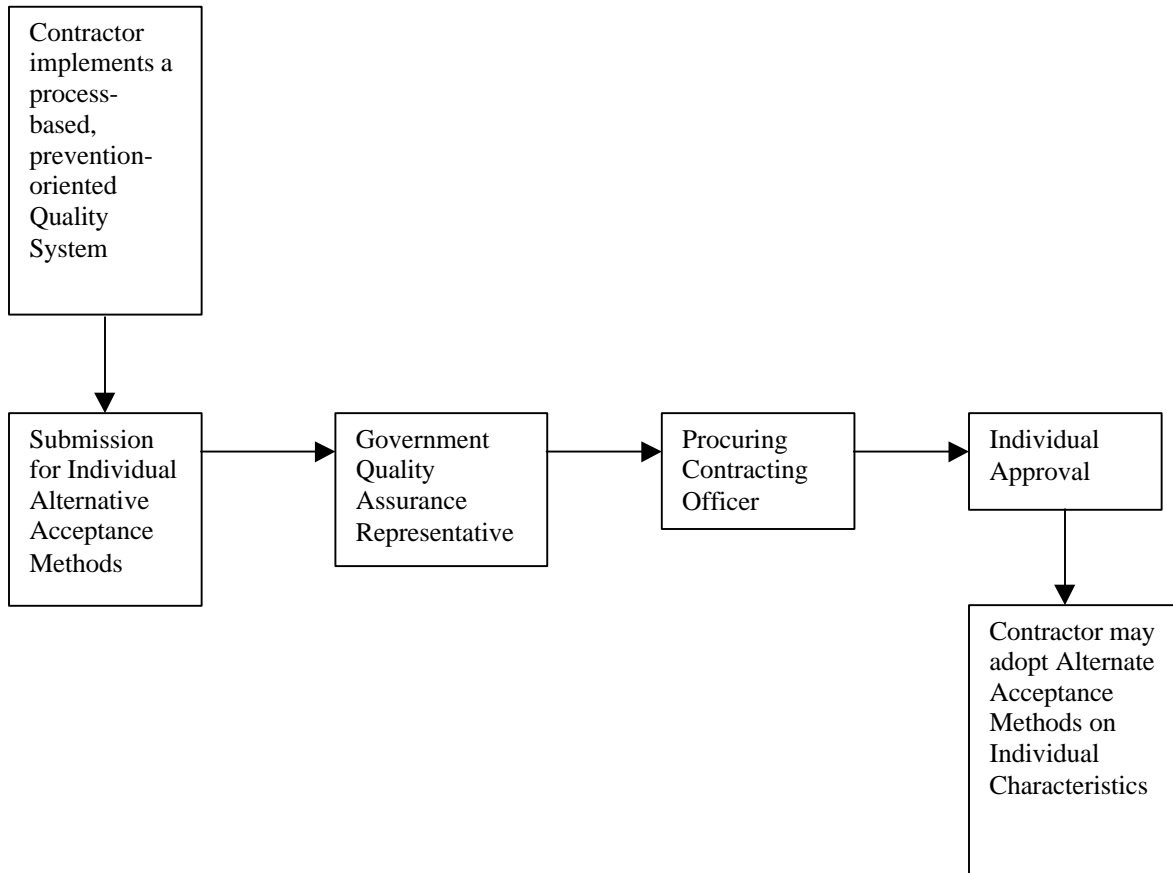 Contractor
implements a
process-
based,
prevention-
oriented
Quality
System
Submission
for Individual
Alternative
Acceptance
Methods
Government
Quality
Assurance
Representative
Procuring
Contracting
Officer
Individual
Approval
Contractor may
adopt Alternate
Acceptance
Methods on
Individual
Characteristics